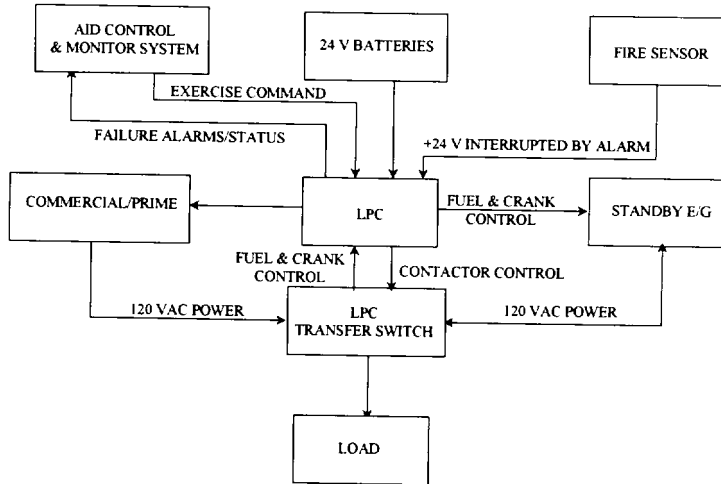 AID CONTROL
& MONITOR SYSTEM
24 V BATTERIES
FIRE SENSOR
EXERCISE COMMAND
FAILURE ALARMS/STATUS
+24 V INTERRUPTED BY ALARM
COMMERCIAL/PRIME
LPC
FUEL & CRANK
CONTROL
STANDBY E/G
FUEL & CRANK
CONTROL
CONTACTOR CONTROL
120 VAC POWER
LPC
TRANSFER SWITCH
120 VAC POWER
LOAD